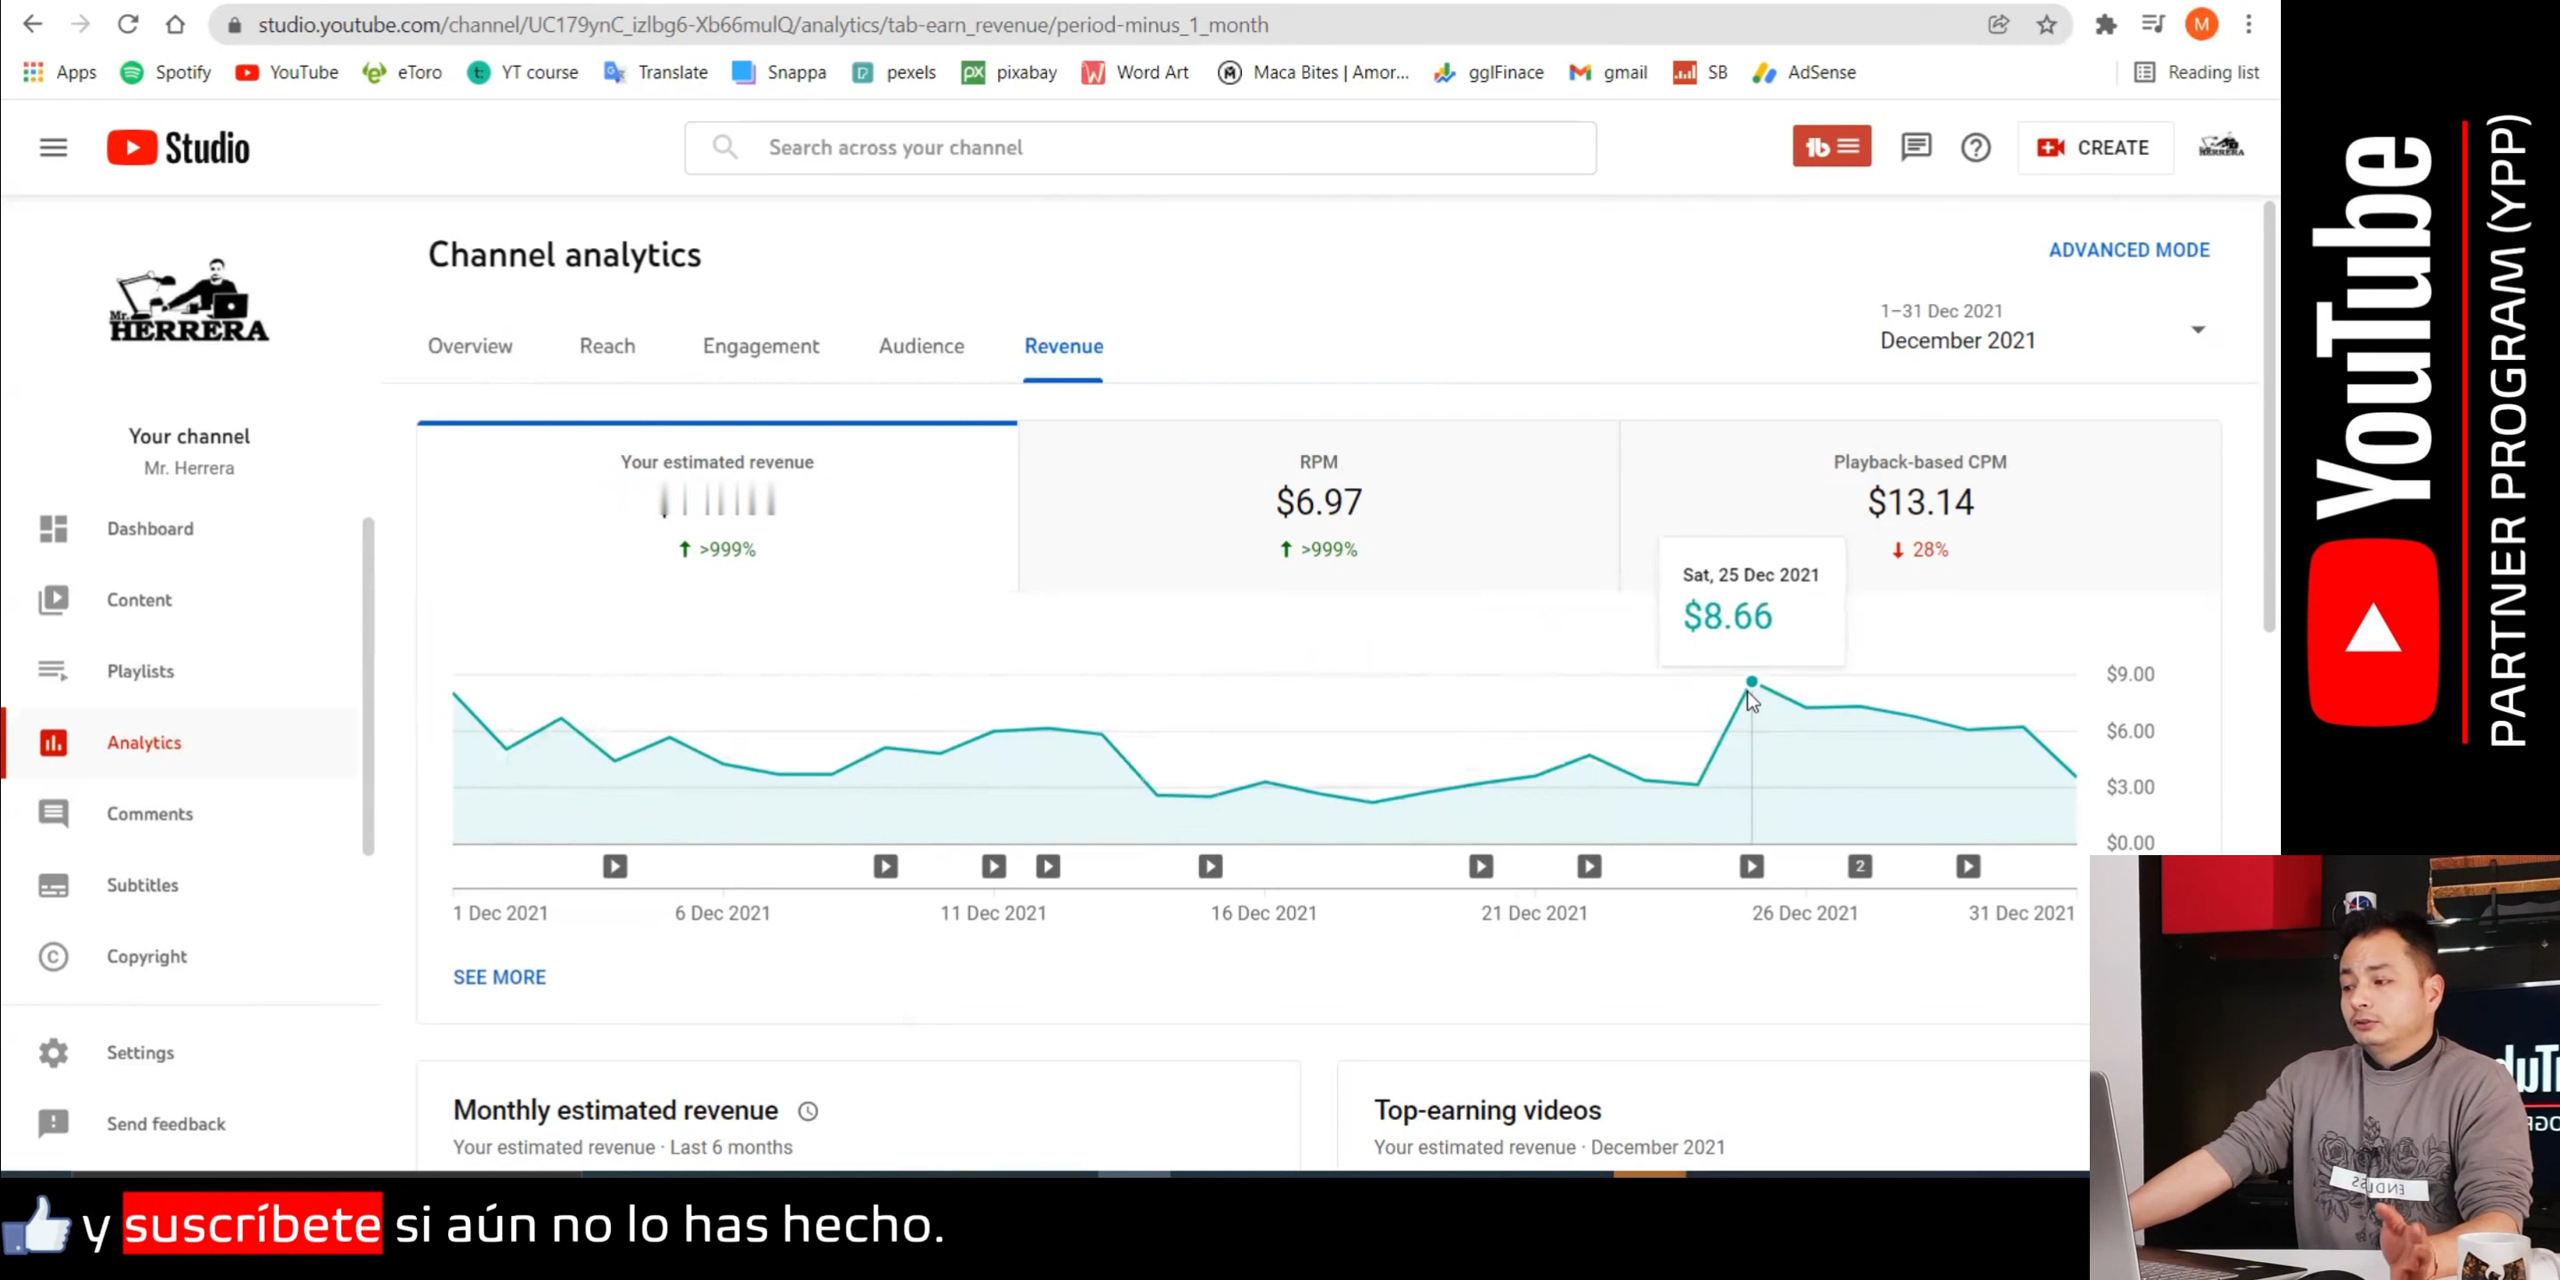 studio.youtube.com/channel/UC179ynC_izlbg6-Xb66mulQ/analytics/tab-earn_revenue/period-minus_1_month
M
Apps Spotify YouTube eToro YT course Translate Snappa pexels pixabay Word Art Maca Bites | Amor... gglFinace gmail SB AdSense Reading list
Studio
Search across your channel
CREATE
Mr. HERRERA
Your channel
Mr. Herrera
Dashboard
Content
Playlists
Analytics
Comments
Subtitles
Copyright
Settings
Send feedback
Channel analytics
ADVANCED MODE
1–31 Dec 2021
December 2021
Overview Reach Engagement Audience Revenue
Your estimated revenue
>999%
RPM
$6.97
>999%
Playback-based CPM
$13.14
28%
Sat, 25 Dec 2021
$8.66
$9.00
$6.00
$3.00
$0.00
2
1 Dec 2021 6 Dec 2021 11 Dec 2021 16 Dec 2021 21 Dec 2021 26 Dec 2021 31 Dec 2021
SEE MORE
Monthly estimated revenue
Your estimated revenue · Last 6 months
Top-earning videos
Your estimated revenue · December 2021
YouTube
PARTNER PROGRAM (YPP)
y suscríbete si aún no lo has hecho.